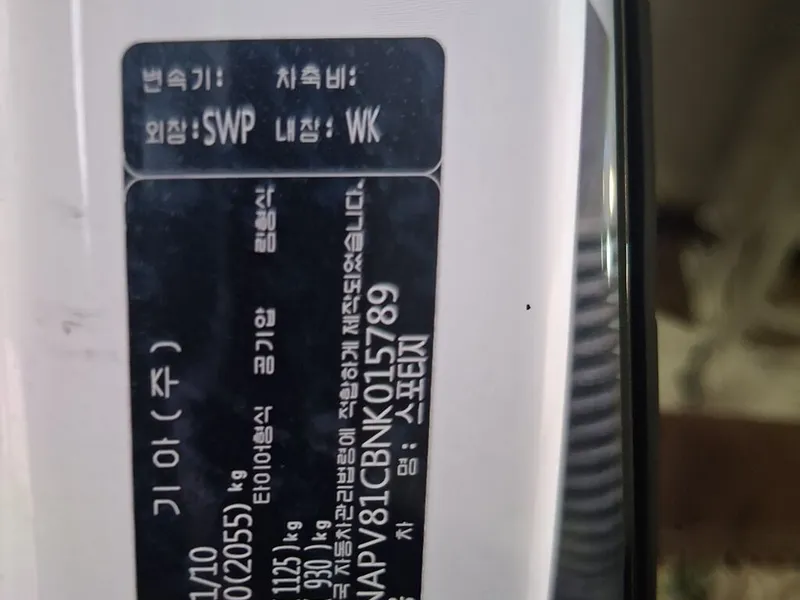 변속기: 차축비:
외장:SWP 내장: WK
기아(주)
1/10
0(2055) kg
타이어형식 공기압 림형식
1125)kg
930 )kg
국 자동차관리법령에 적합하게 제작되었습니다.
NAPV81CBNK015789
차 명: 스포티지